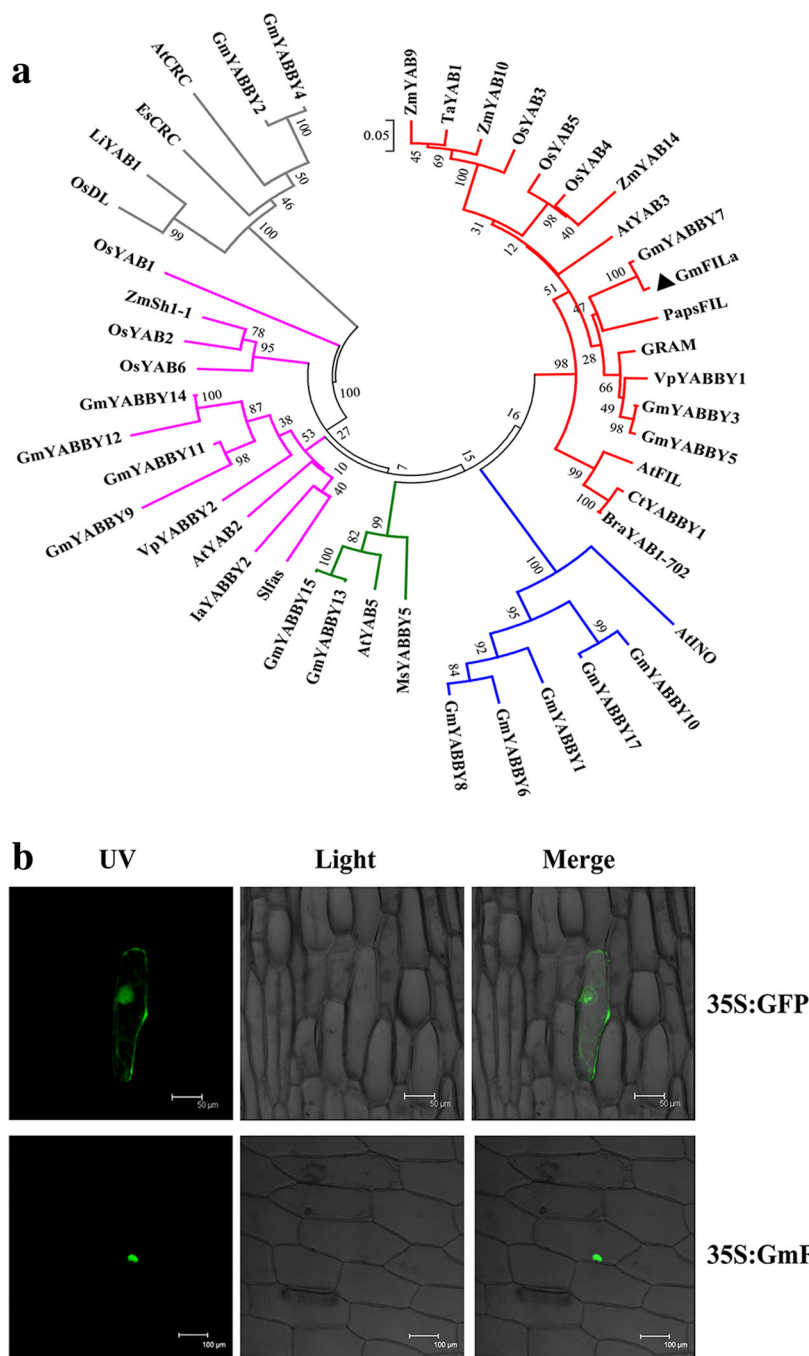 a
GmYABBY4
GmYABBY2
AtCRC
EsCRC
LiYAB1
OsDL
100
50
46
99
100
OsYAB1
ZmSh1-1
OsYAB2
OsYAB6
78
95
GmYABBY14
GmYABBY12
GmYABBY11
GmYABBY9
VpYABBY2
AtYAB2
IaYABBY2
Slfas
100
87
98
38
53
10
40
100
27
7
15
16
GmYABBY15
GmYABBY13
AtYAB5
MsYABBY5
100
82
99
0.05
ZmYAB9
TaYAB1
ZmYAB10
OsYAB3
OsYAB5
OsYAB4
ZmYAB14
AtYAB3
GmYABBY7
GmFILa
PapsFIL
GRAM
VpYABBY1
GmYABBY3
GmYABBY5
AtFIL
CtYABBY1
BraYAB1-702
45
69
100
98
40
31
12
51
100
47
28
66
49
98
98
99
100
AtINO
GmYABBY10
GmYABBY17
GmYABBY1
GmYABBY6
GmYABBY8
100
95
99
92
84
b
UV Light Merge
35S:GFP
50 µm 50 µm 50 µm
35S:GmF
100 µm 100 µm 100 µm